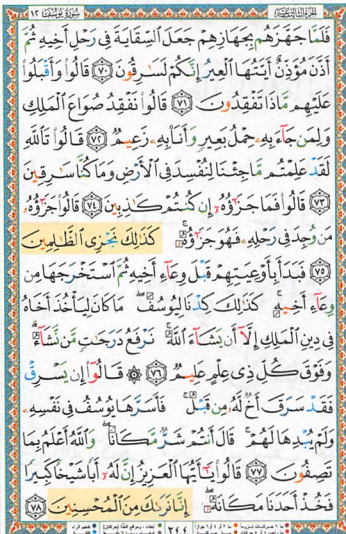 سورة يوسف ١٢
الجزء الثالث عشر
فَلَمَّا جَهَّزَهُم بِجَهَازِهِمْ جَعَلَ السِّقَايَةَ فِي رَحْلِ أَخِيهِ ثُمَّ
أَذَّنَ مُؤَذِّنٌ أَيَّتُهَا الْعِيرُ إِنَّكُمْ لَسَارِقُونَ ٧٠ قَالُوا وَأَقْبَلُوا
عَلَيْهِم مَّاذَا تَفْقِدُونَ ٧١ قَالُوا نَفْقِدُ صُوَاعَ الْمَلِكِ
وَلِمَن جَاءَ بِهِ حِمْلُ بَعِيرٍ وَأَنَا بِهِ زَعِيمٌ ٧٢ قَالُوا تَاللَّهِ
لَقَدْ عَلِمْتُم مَّا جِئْنَا لِنُفْسِدَ فِي الْأَرْضِ وَمَا كُنَّا سَارِقِينَ
٧٣ قَالُوا فَمَا جَزَاؤُهُ إِن كُنتُمْ كَاذِبِينَ ٧٤ قَالُوا جَزَاؤُهُ
مَن وُجِدَ فِي رَحْلِهِ فَهُوَ جَزَاؤُهُ كَذَلِكَ نَجْزِي الظَّالِمِينَ
٧٥ فَبَدَأَ بِأَوْعِيَتِهِمْ قَبْلَ وِعَاءِ أَخِيهِ ثُمَّ اسْتَخْرَجَهَا مِن
وِعَاءِ أَخِيهِ كَذَلِكَ كِدْنَا لِيُوسُفَ مَا كَانَ لِيَأْخُذَ أَخَاهُ
فِي دِينِ الْمَلِكِ إِلَّا أَن يَشَاءَ اللَّهُ نَرْفَعُ دَرَجَاتٍ مَّن نَّشَاءُ
وَفَوْقَ كُلِّ ذِي عِلْمٍ عَلِيمٌ ٧٦ ۞ قَالُوا إِن يَسْرِقْ
فَقَدْ سَرَقَ أَخٌ لَّهُ مِن قَبْلُ فَأَسَرَّهَا يُوسُفُ فِي نَفْسِهِ
وَلَمْ يُبْدِهَا لَهُمْ قَالَ أَنتُمْ شَرٌّ مَّكَانًا وَاللَّهُ أَعْلَمُ بِمَا
تَصِفُونَ ٧٧ قَالُوا يَا أَيُّهَا الْعَزِيزُ إِنَّ لَهُ أَبًا شَيْخًا كَبِيرًا
فَخُذْ أَحَدَنَا مَكَانَهُ إِنَّا نَرَاكَ مِنَ الْمُحْسِنِينَ ٧٨
٢٤٤